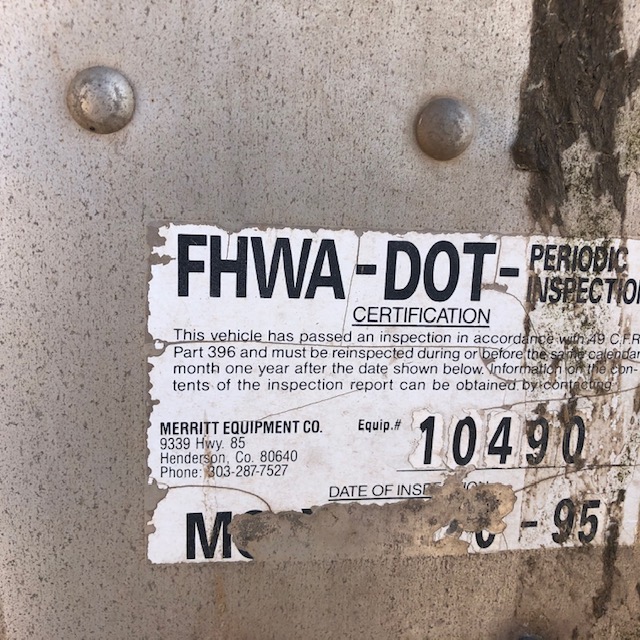 FHWA-DOT- PERIODIC
INSPECTION
CERTIFICATION
This vehicle has passed an inspection in accordance with 49 C.F.R
Part 396 and must be reinspected during or before the same calendar
month one year after the date shown below. Information on the con-
tents of the inspection report can be obtained by contacting
MERRITT EQUIPMENT CO.
9339 Hwy. 85
Henderson, Co. 80640
Phone: 303-287-7527
Equip.# 10490
DATE OF INSPECTION
-95